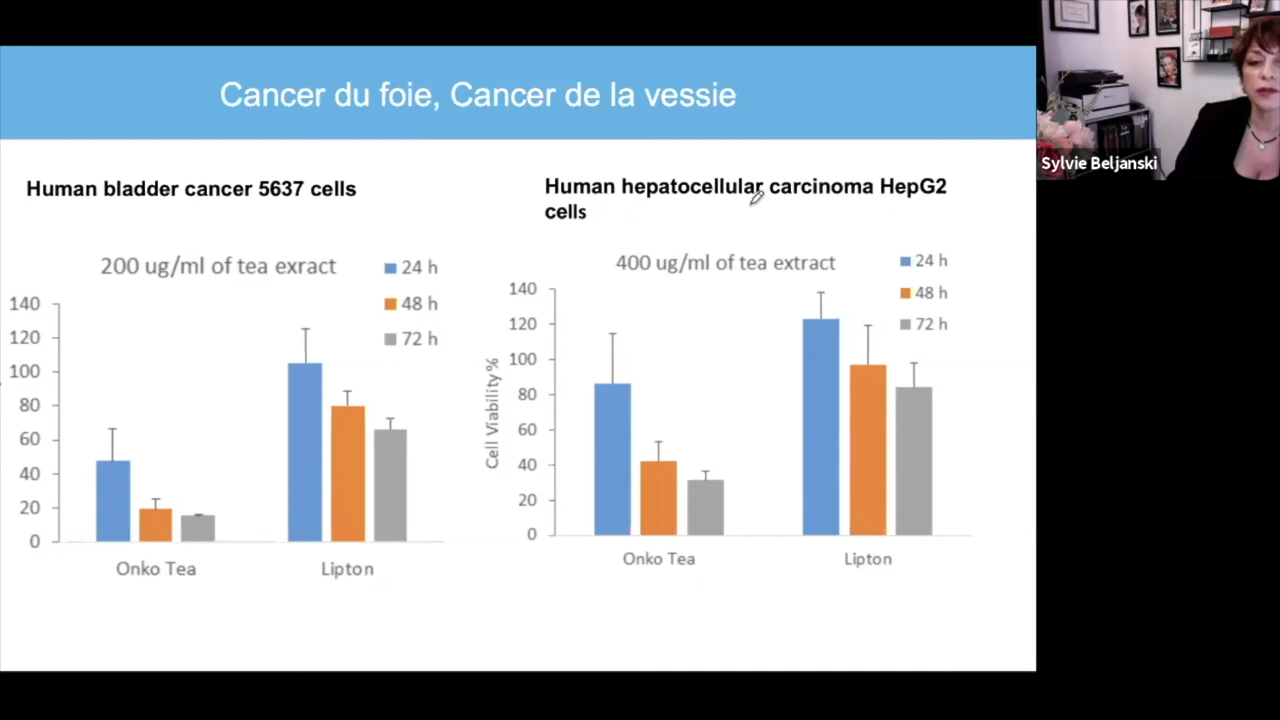 Cancer du foie, Cancer de la vessie
Sylvie Beljanski
Human bladder cancer 5637 cells
200 ug/ml of tea exract
24 h
48 h
72 h
140
120
100
80
60
40
20
0
Onko Tea
Lipton
Human hepatocellular carcinoma HepG2
cells
400 ug/ml of tea extract
24 h
48 h
72 h
Cell Viability %
140
120
100
80
60
40
20
0
Onko Tea
Lipton